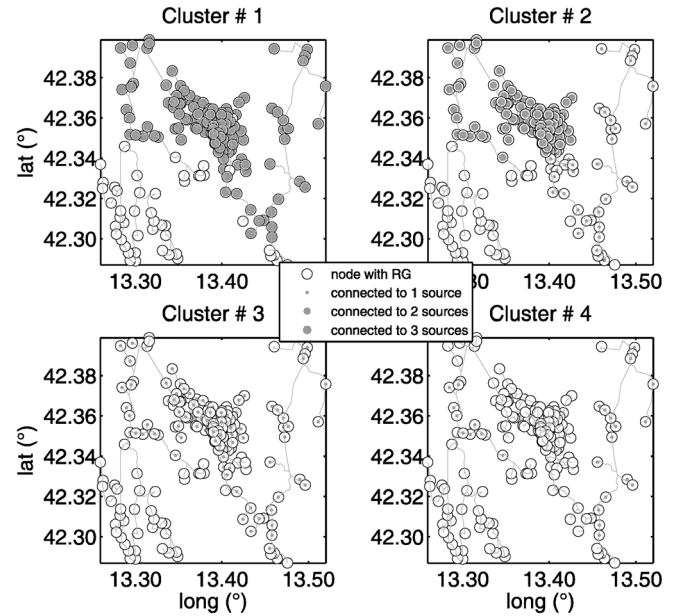 Cluster # 1
Cluster # 2
lat (°)
42.38
42.36
42.34
42.32
42.30
42.38
42.36
42.34
42.32
42.30
13.30
13.40
13.30
13.40
13.50
node with RG
connected to 1 source
connected to 2 sources
connected to 3 sources
Cluster # 3
Cluster # 4
lat (°)
42.38
42.36
42.34
42.32
42.30
42.38
42.36
42.34
42.32
42.30
13.30
13.40
13.50
13.30
13.40
13.50
long (°)
long (°)